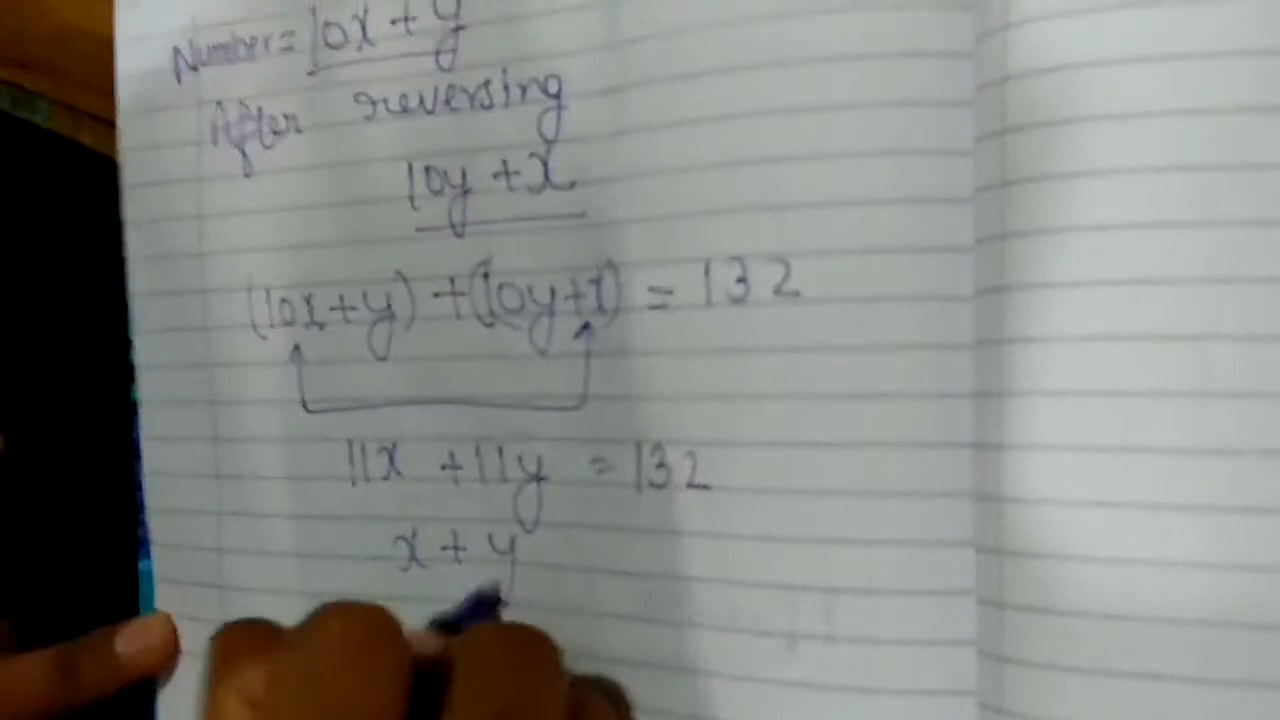 Number = 10x + y
After reversing
10y + x
(10x + y) + (10y + x) = 132
11x + 11y = 132
x + y